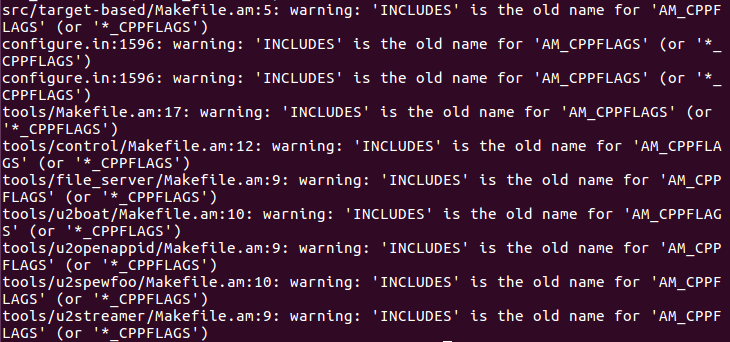 src/target-based/Makefile.am:5: warning: 'INCLUDES' is the old name for 'AM_CPPF
LAGS' (or '*_CPPFLAGS')
configure.in:1596: warning: 'INCLUDES' is the old name for 'AM_CPPFLAGS' (or '*_
CPPFLAGS')
configure.in:1596: warning: 'INCLUDES' is the old name for 'AM_CPPFLAGS' (or '*_
CPPFLAGS')
tools/Makefile.am:17: warning: 'INCLUDES' is the old name for 'AM_CPPFLAGS' (or
'*_CPPFLAGS')
tools/control/Makefile.am:12: warning: 'INCLUDES' is the old name for 'AM_CPPFLA
GS' (or '*_CPPFLAGS')
tools/file_server/Makefile.am:9: warning: 'INCLUDES' is the old name for 'AM_CPP
FLAGS' (or '*_CPPFLAGS')
tools/u2boat/Makefile.am:10: warning: 'INCLUDES' is the old name for 'AM_CPPFLAG
S' (or '*_CPPFLAGS')
tools/u2openappid/Makefile.am:9: warning: 'INCLUDES' is the old name for 'AM_CPP
FLAGS' (or '*_CPPFLAGS')
tools/u2spewfoo/Makefile.am:10: warning: 'INCLUDES' is the old name for 'AM_CPPF
LAGS' (or '*_CPPFLAGS')
tools/u2streamer/Makefile.am:9: warning: 'INCLUDES' is the old name for 'AM_CPPF
LAGS' (or '*_CPPFLAGS')